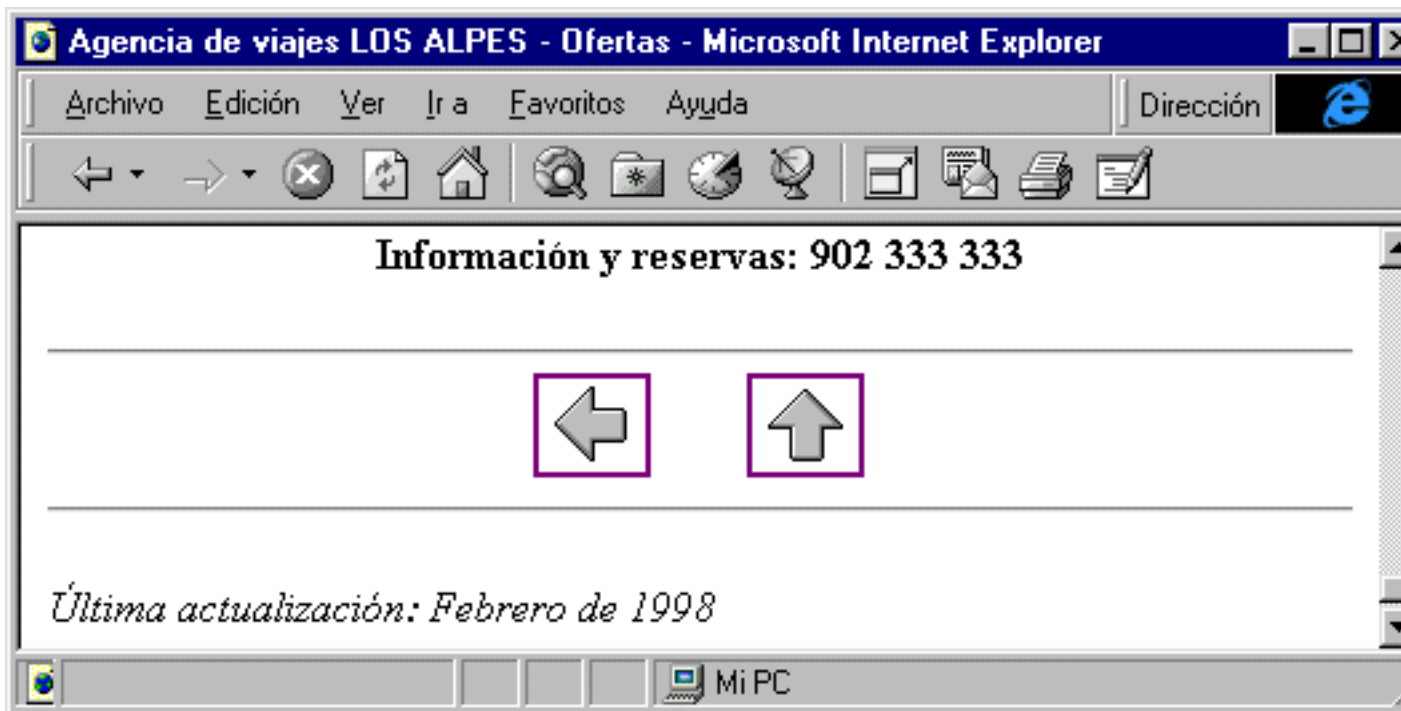 Agencia de viajes LOS ALPES - Ofertas - Microsoft Internet Explorer
Archivo Edición Ver Ir a Favoritos Ayuda Dirección
Información y reservas: 902 333 333
Última actualización: Febrero de 1998
Mi PC